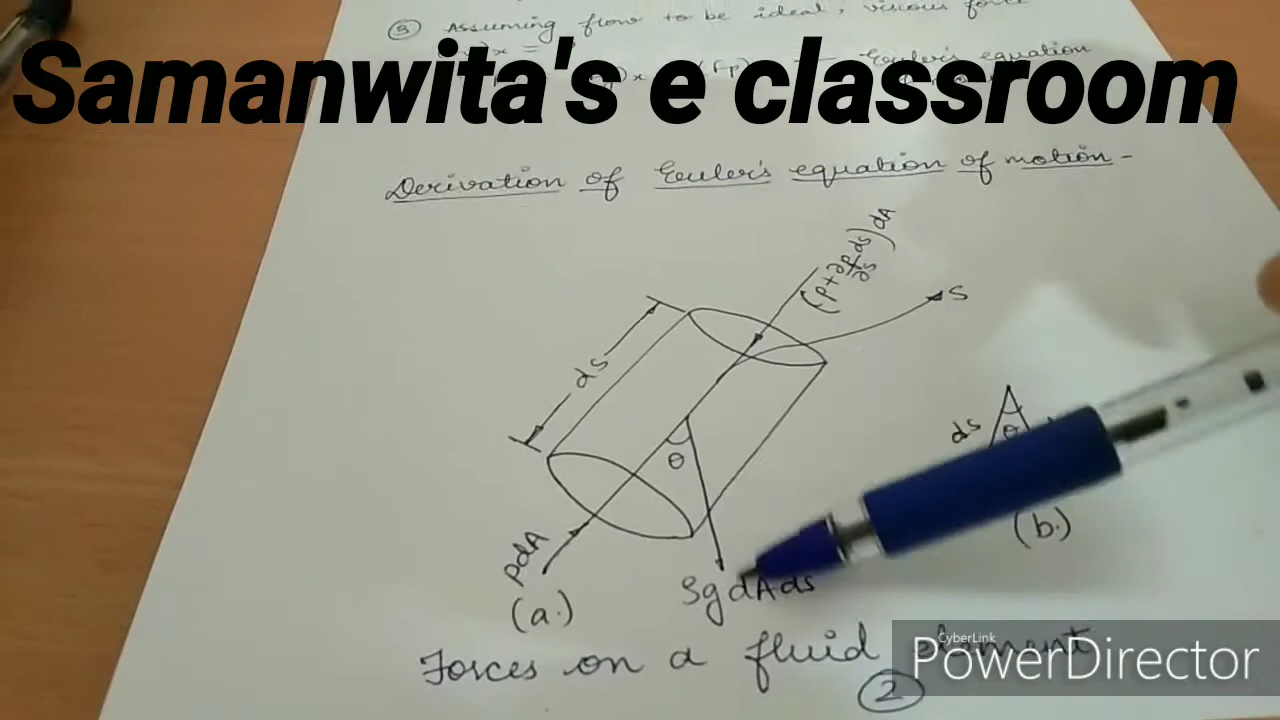 ③ Assuming flow to be ideal, viscous force
Samanwita's e classroom
Euler's equation
Derivation of Euler's equation of motion -
(p+∂p/∂s ds)dA
S
ds
θ
ds
θ
pdA
ρgdAds
(a.)
(b.)
Forces on a fluid element
②
CyberLink
PowerDirector